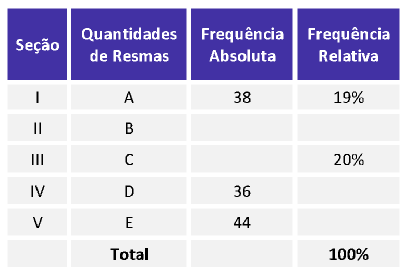 Seção Quantidades de Resmas Frequência Absoluta Frequência Relativa
I A 38 19%
II B
III C 20%
IV D 36
V E 44
Total 100%